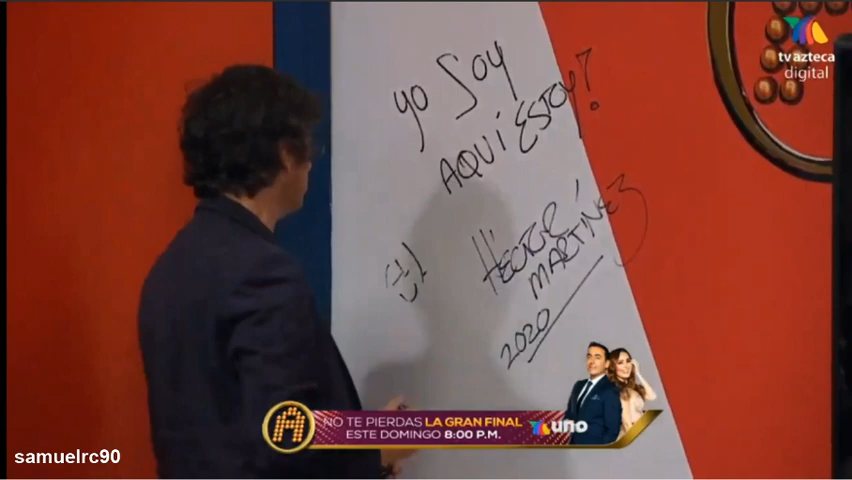 tv azteca
digital
yo Soy
AQUÍ ESTOY!
HÉCTOR
MARTÍNEZ
2020
NO TE PIERDAS LA GRAN FINAL
ESTE DOMINGO 8:00 P.M.
uno
samuelrc90